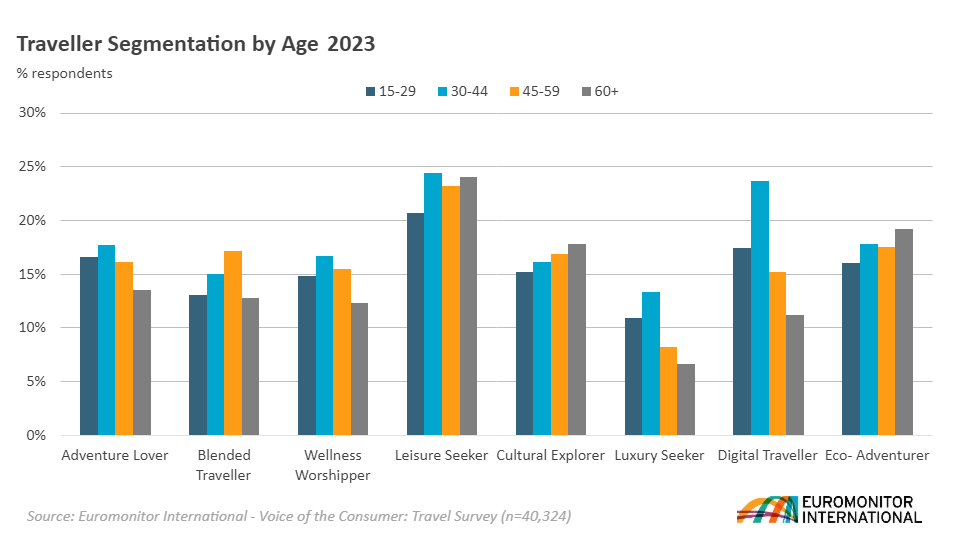 Traveller Segmentation by Age 2023
% respondents
15-29 30-44 45-59 60+
30%
25%
20%
15%
10%
5%
0%
Adventure Lover
Blended
Traveller
Wellness
Worshipper
Leisure Seeker
Cultural Explorer
Luxury Seeker
Digital Traveller
Eco- Adventurer
Source: Euromonitor International - Voice of the Consumer: Travel Survey (n=40,324)
EUROMONITOR
INTERNATIONAL